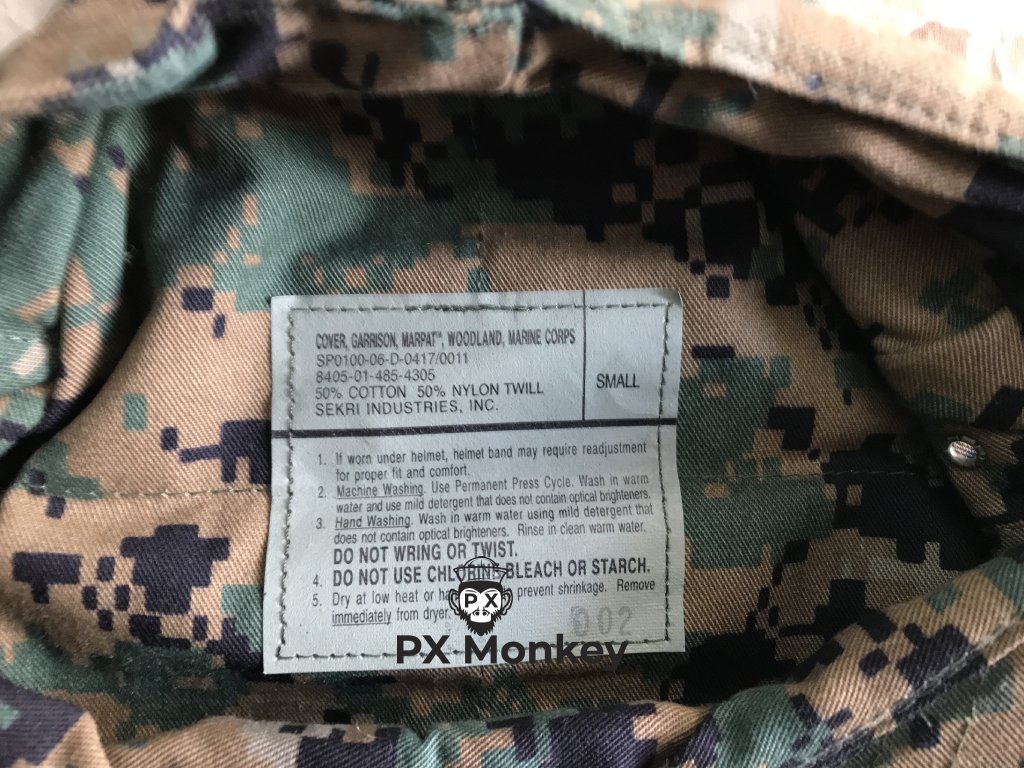 COVER, GARRISON, MARPAT™, WOODLAND, MARINE CORPS
SP0100-06-D-0417/0011
8405-01-485-4305
50% COTTON 50% NYLON TWILL
SEKRI INDUSTRIES, INC.
SMALL
1. If worn under helmet, helmet band may require readjustment
for proper fit and comfort.
2. Machine Washing. Use Permanent Press Cycle. Wash in warm
water and use mild detergent that does not contain optical brighteners.
3. Hand Washing. Wash in warm water using mild detergent that
does not contain optical brighteners. Rinse in clean warm water.
DO NOT WRING OR TWIST.
4. DO NOT USE CHLORINE BLEACH OR STARCH.
5. Dry at low heat or prevent shrinkage. Remove
immediately from dryer.
002
PX
PX Monkey